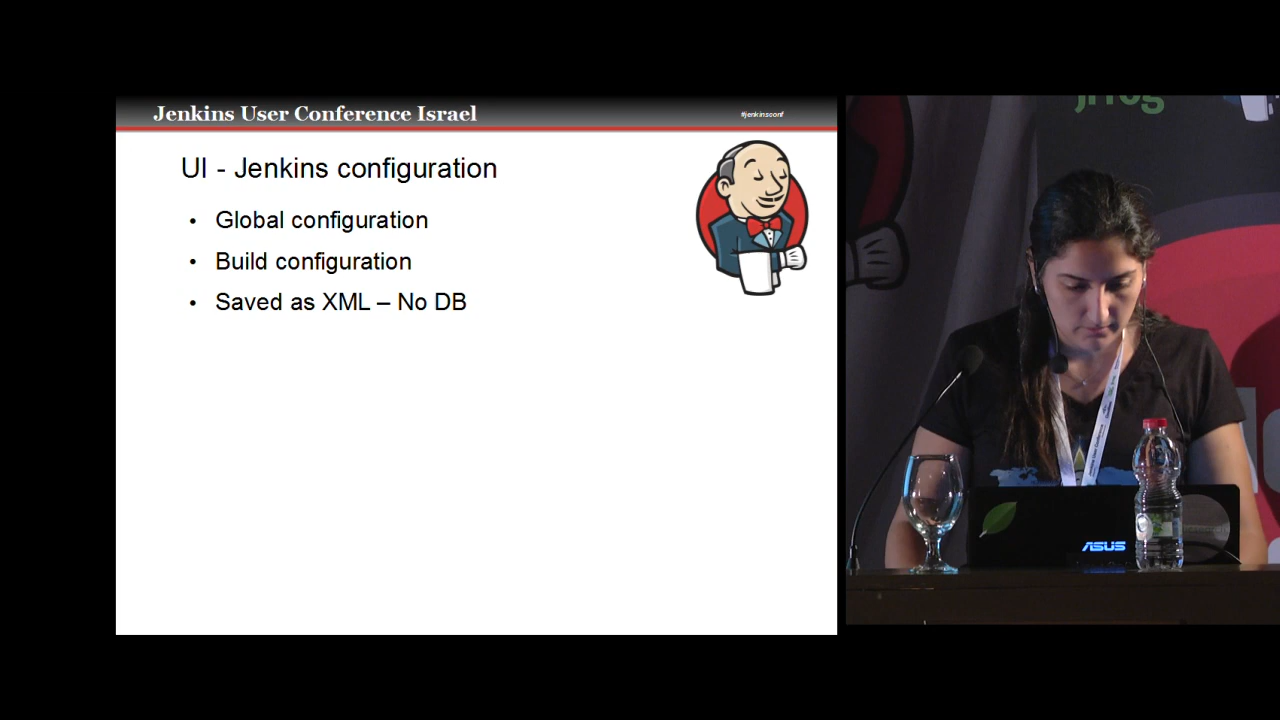 Jenkins User Conference Israel
#jenkinsconf
UI - Jenkins configuration
• Global configuration
• Build configuration
• Saved as XML – No DB
jfrog
ASUS